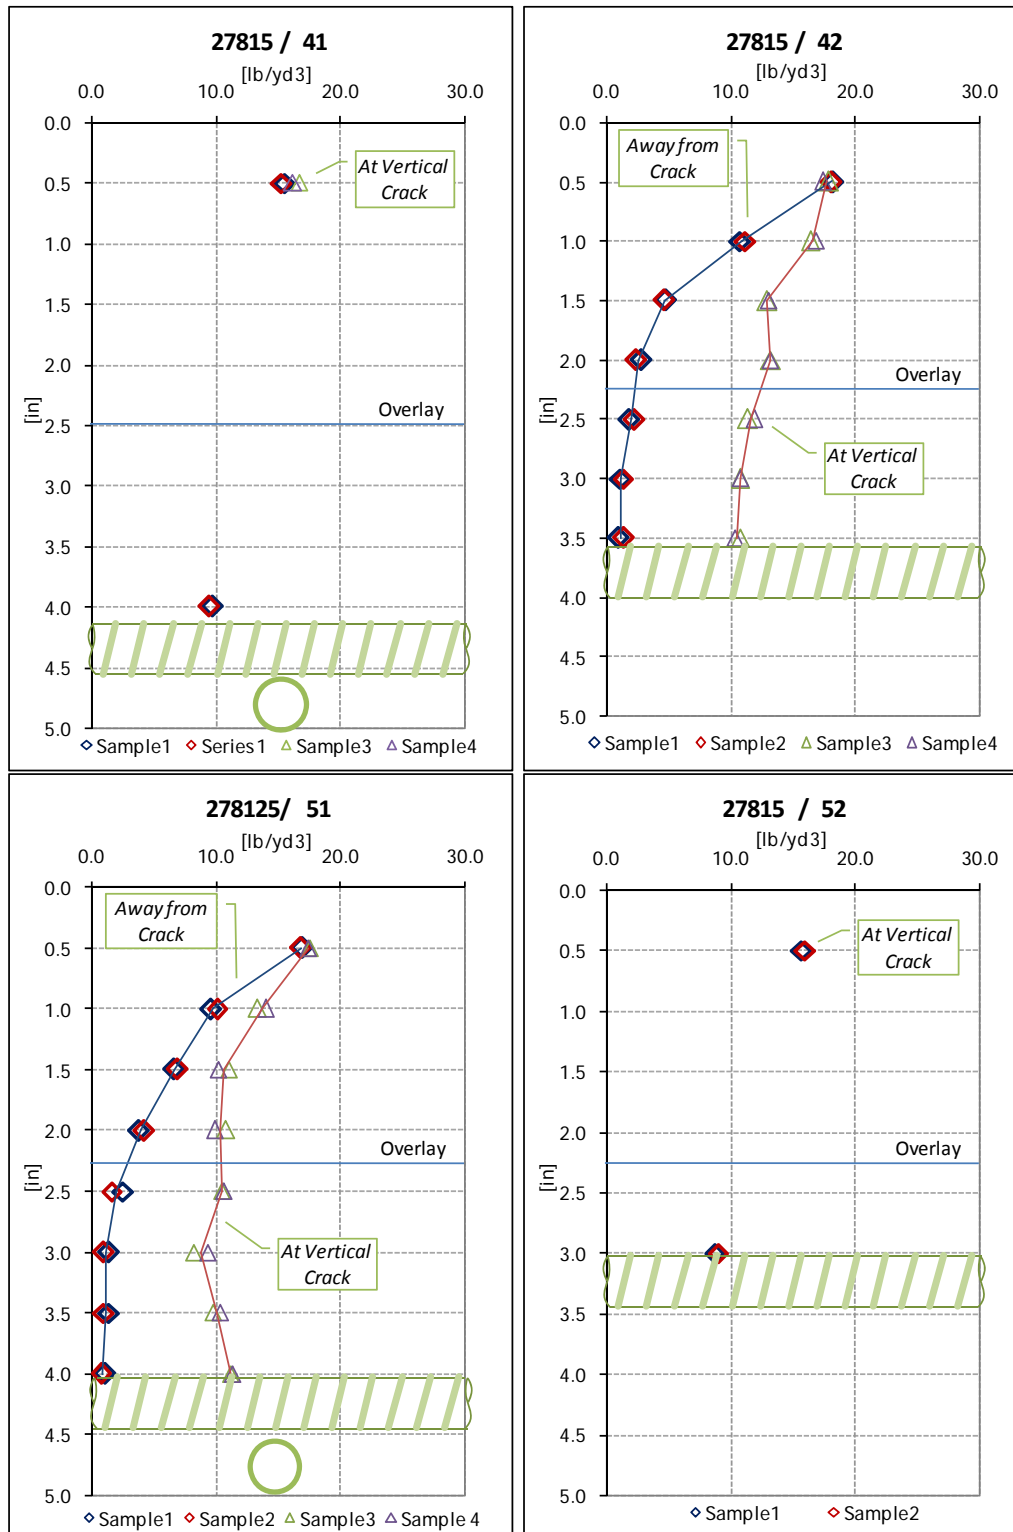 27815 / 41
[lb/yd3]
0.0 10.0 20.0 30.0
0.0
0.5
1.0
1.5
2.0
2.5
3.0
3.5
4.0
4.5
5.0
[in]
At Vertical
Crack
Overlay
Sample1 Series1 Sample3 Sample4
27815 / 42
[lb/yd3]
0.0 10.0 20.0 30.0
0.0
0.5
1.0
1.5
2.0
2.5
3.0
3.5
4.0
4.5
5.0
[in]
Away from
Crack
Overlay
At Vertical
Crack
Sample1 Sample2 Sample3 Sample4
278125/ 51
[lb/yd3]
0.0 10.0 20.0 30.0
0.0
0.5
1.0
1.5
2.0
2.5
3.0
3.5
4.0
4.5
5.0
[in]
Away from
Crack
Overlay
At Vertical
Crack
Sample1 Sample2 Sample3 Sample4
27815 / 52
[lb/yd3]
0.0 10.0 20.0 30.0
0.0
0.5
1.0
1.5
2.0
2.5
3.0
3.5
4.0
4.5
5.0
[in]
At Vertical
Crack
Overlay
Sample1 Sample2